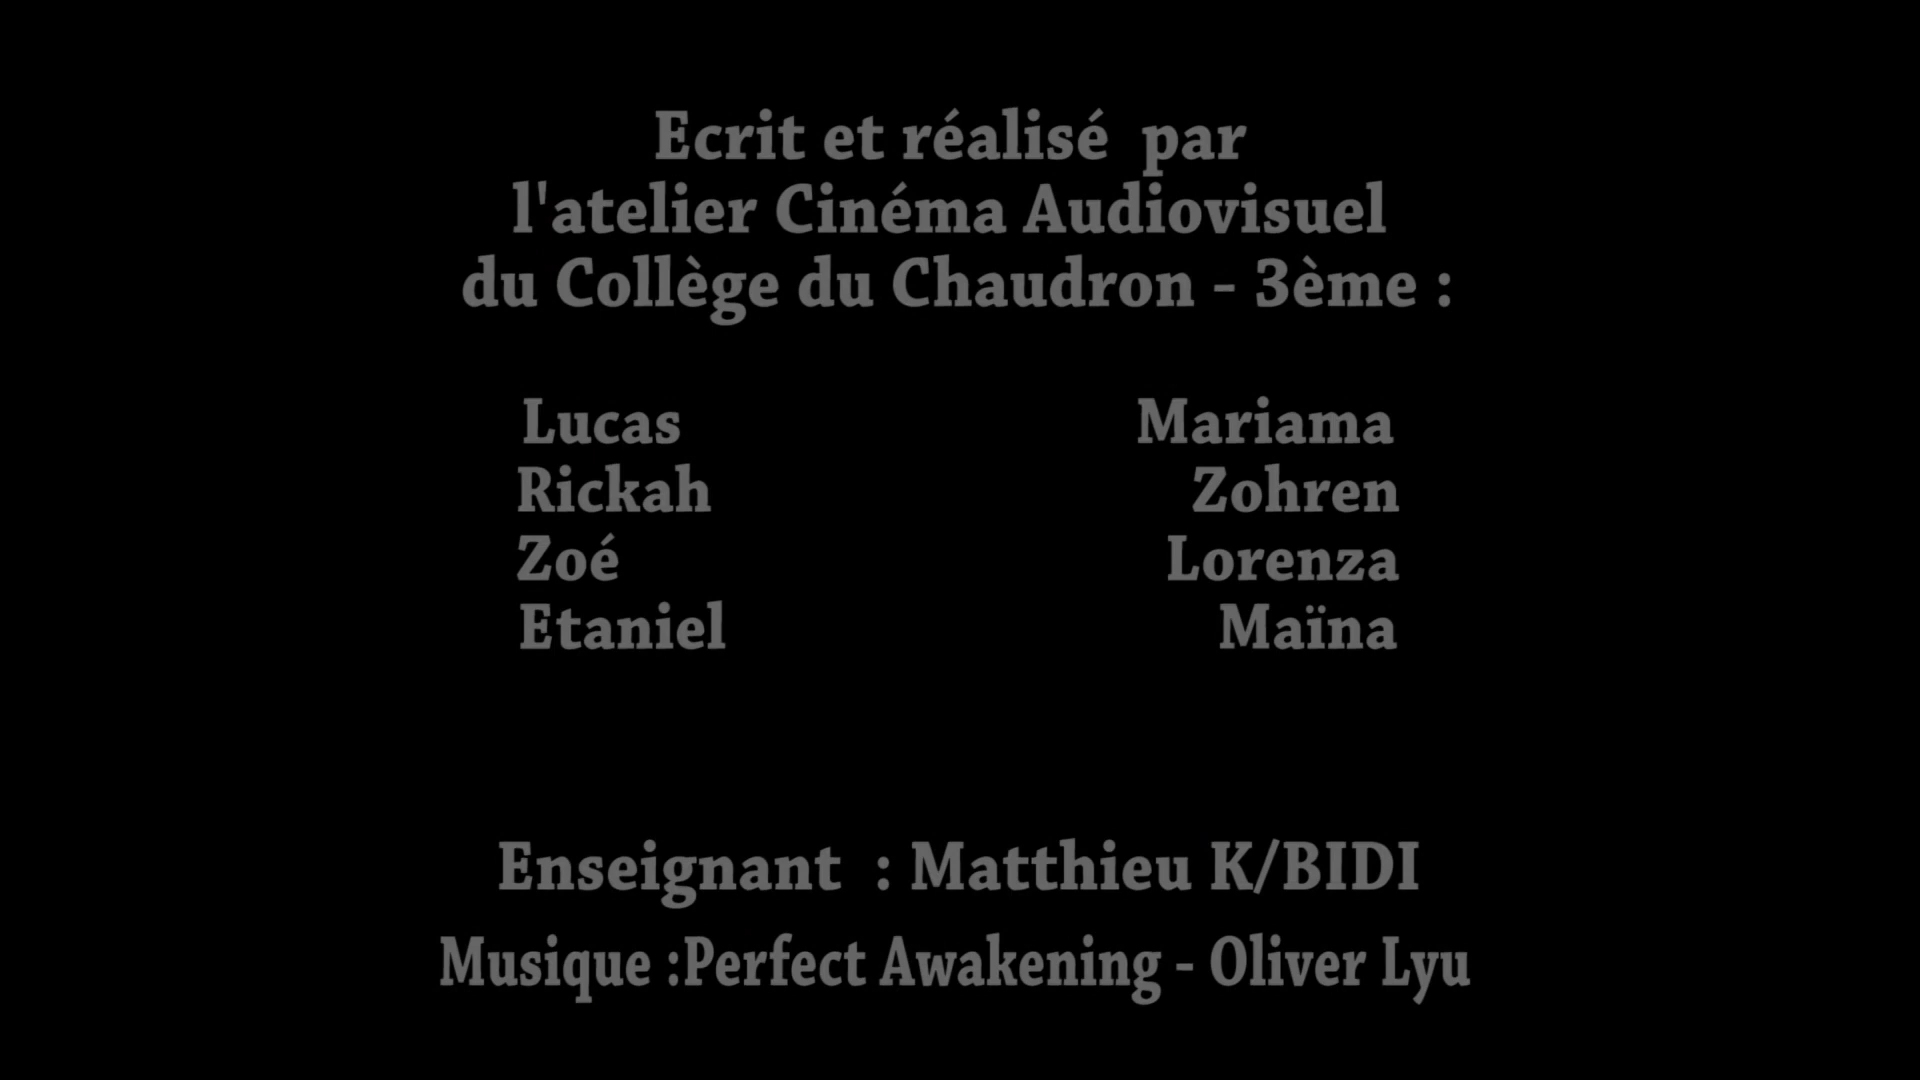 Ecrit et réalisé par
l'atelier Cinéma Audiovisuel
du Collège du Chaudron - 3ème :
Lucas Mariama
Rickah Zohren
Zoé Lorenza
Etaniel Maïna
Enseignant : Matthieu K/BIDI
Musique :Perfect Awakening - Oliver Lyu